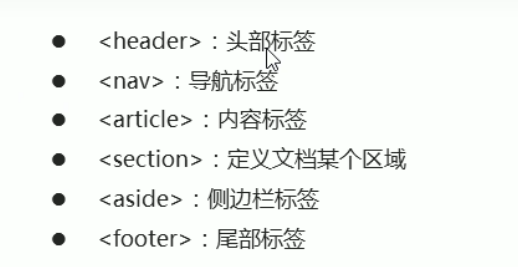 ● <header>：头部标签
● <nav>：导航标签
● <article>：内容标签
● <section>：定义文档某个区域
● <aside>：侧边栏标签
● <footer>：尾部标签